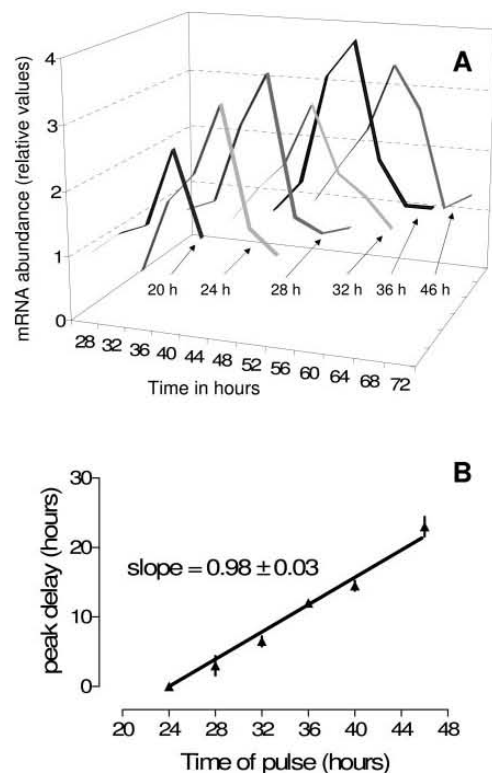 A
mRNA abundance (relative values)
4
3
2
1
0
20 h 24 h 28 h 32 h 36 h 46 h
28 32 36 40 44 48 52 56 60 64 68 72
Time in hours
B
peak delay (hours)
30
20
10
0
slope = 0.98 ± 0.03
20 24 28 32 36 40 44 48
Time of pulse (hours)